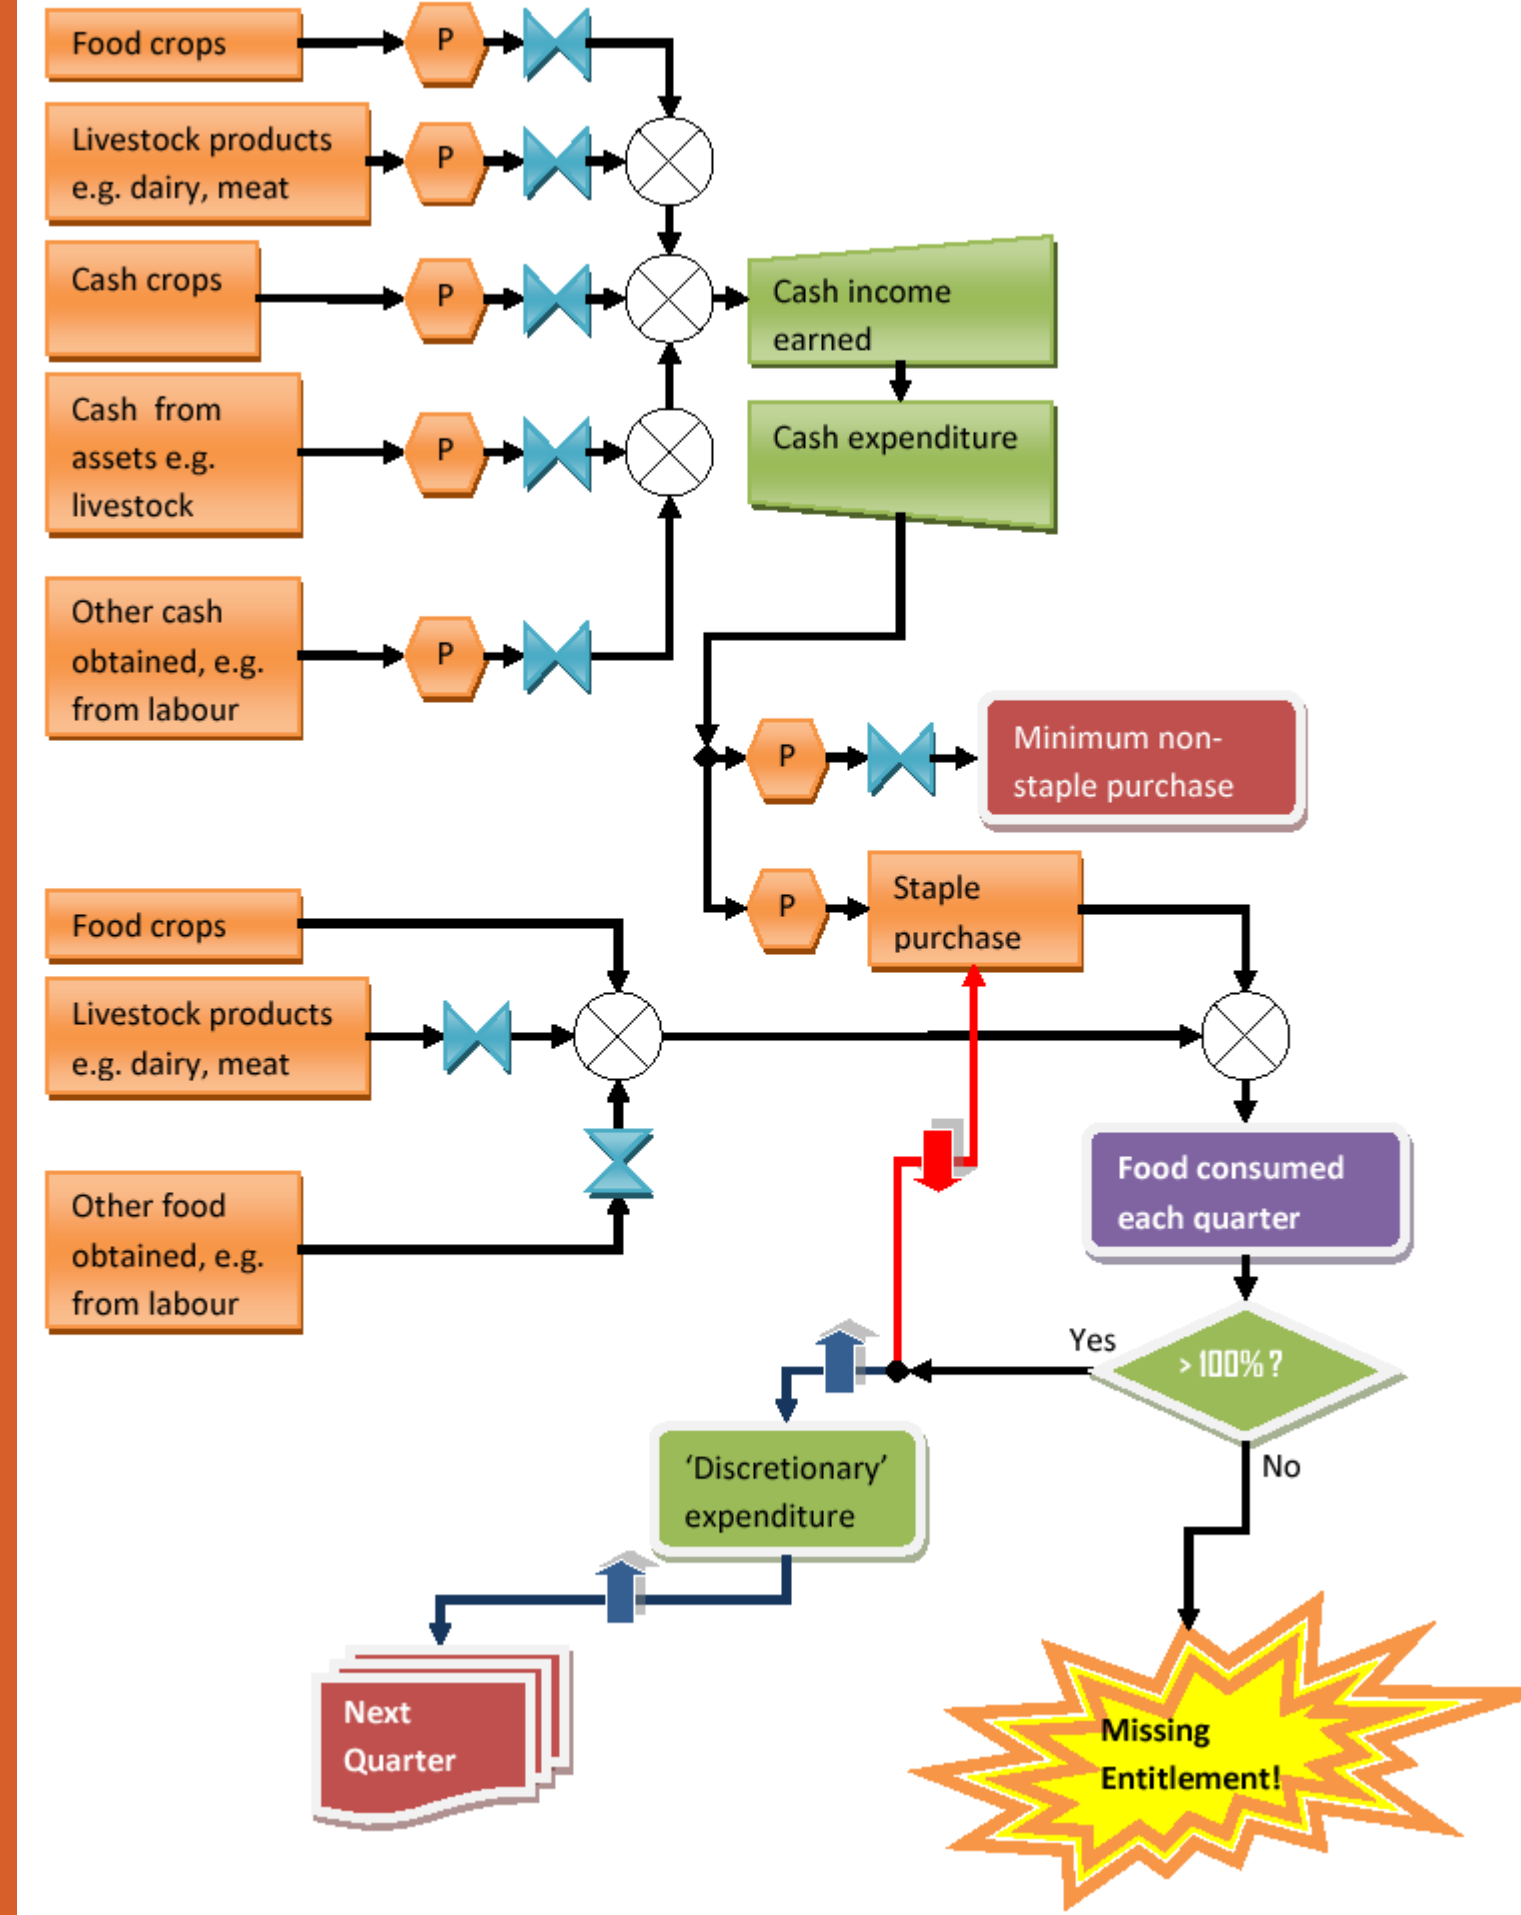 Food crops
P
Livestock products
e.g. dairy, meat
P
Cash crops
P
Cash income
earned
Cash from
assets e.g.
livestock
P
Cash expenditure
Other cash
obtained, e.g.
from labour
P
P
Minimum non-
staple purchase
P
Staple
purchase
Food crops
Livestock products
e.g. dairy, meat
Other food
obtained, e.g.
from labour
Food consumed
each quarter
Yes
> 100% ?
No
‘Discretionary’
expenditure
Next
Quarter
Missing
Entitlement!